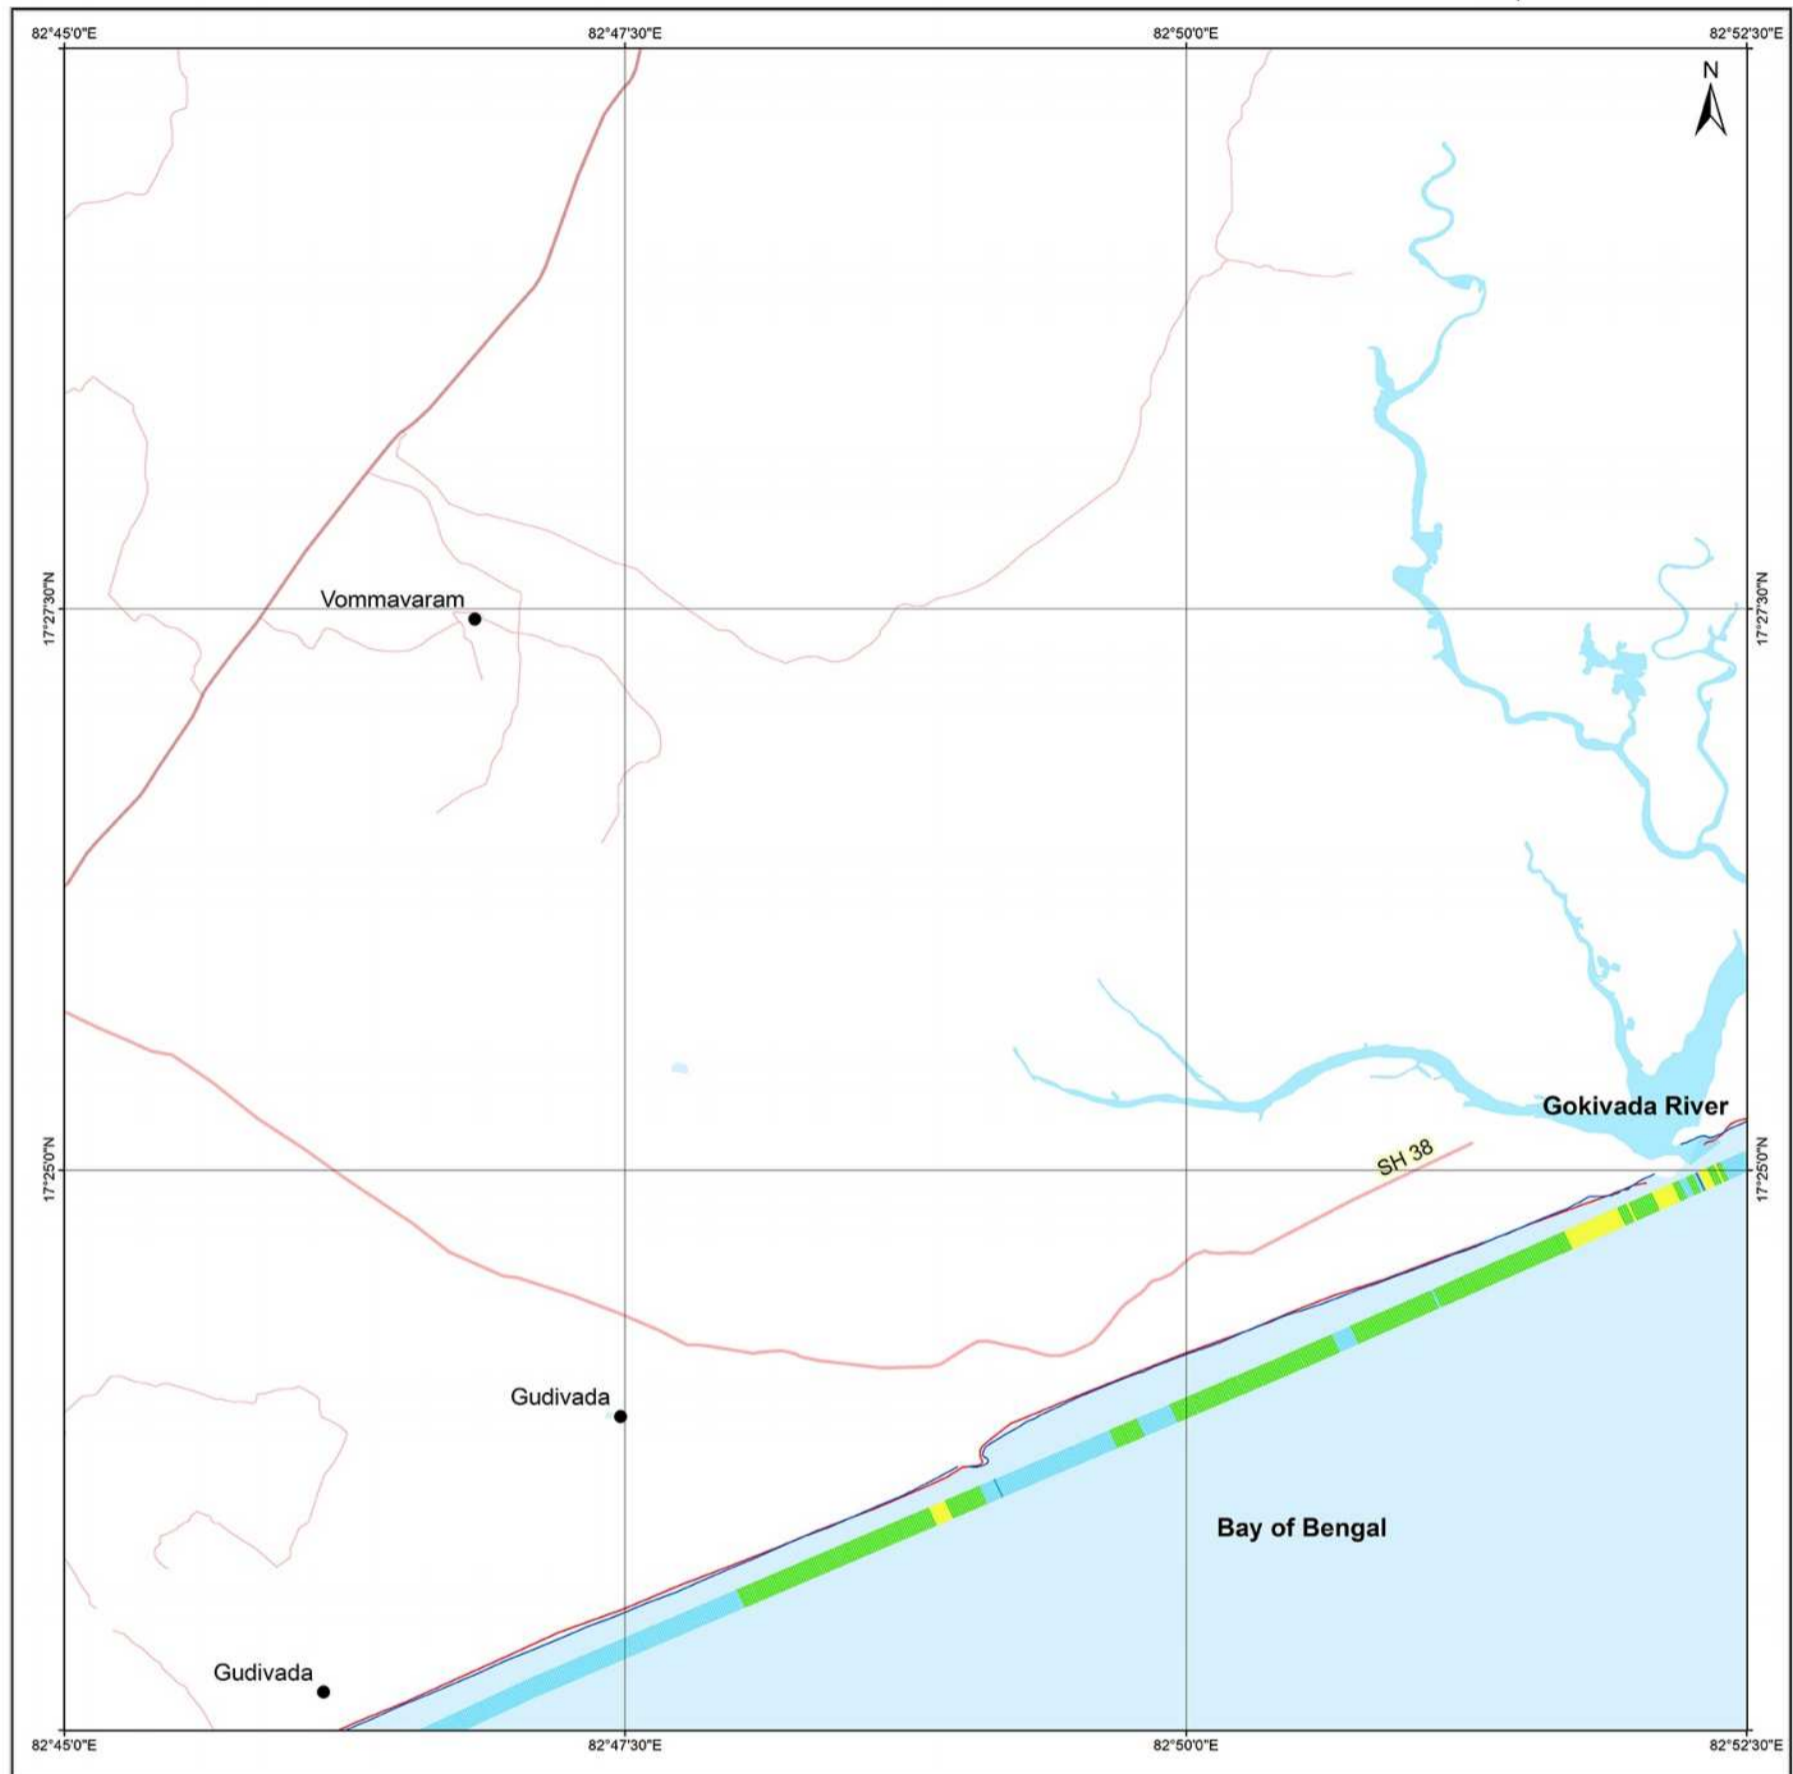 82°45'0"E
82°47'30"E
82°50'0"E
82°52'30"E
N
Vommavaram
17°27'30"N
17°27'30"N
Gokivada River
SH 38
17°25'0"N
17°25'0"N
Gudivada
Bay of Bengal
Gudivada
82°45'0"E
82°47'30"E
82°50'0"E
82°52'30"E